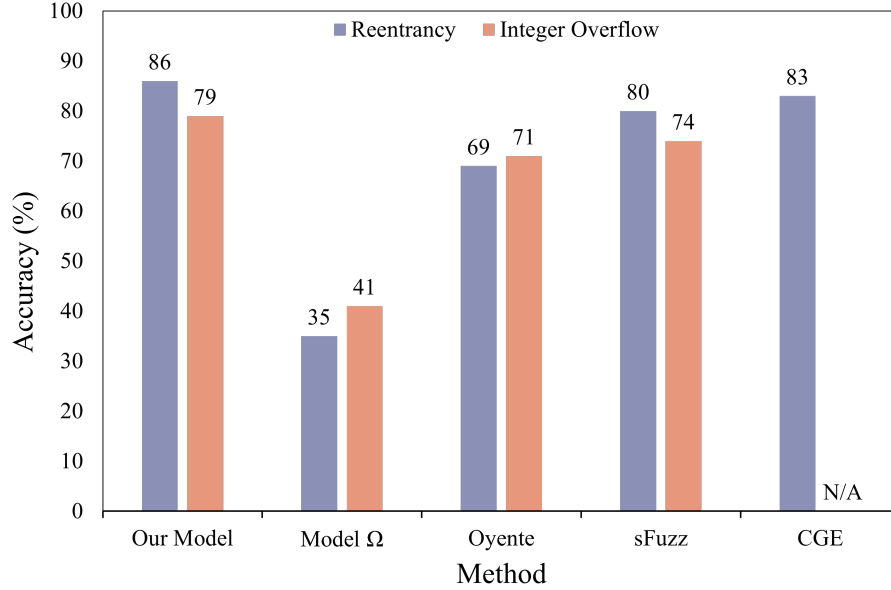 100
90
80
70
60
50
40
30
20
10
0
Accuracy (%)
Reentrancy Integer Overflow
86 79 35 41 69 71 80 74 83 N/A
Our Model Model Ω Oyente sFuzz CGE
Method